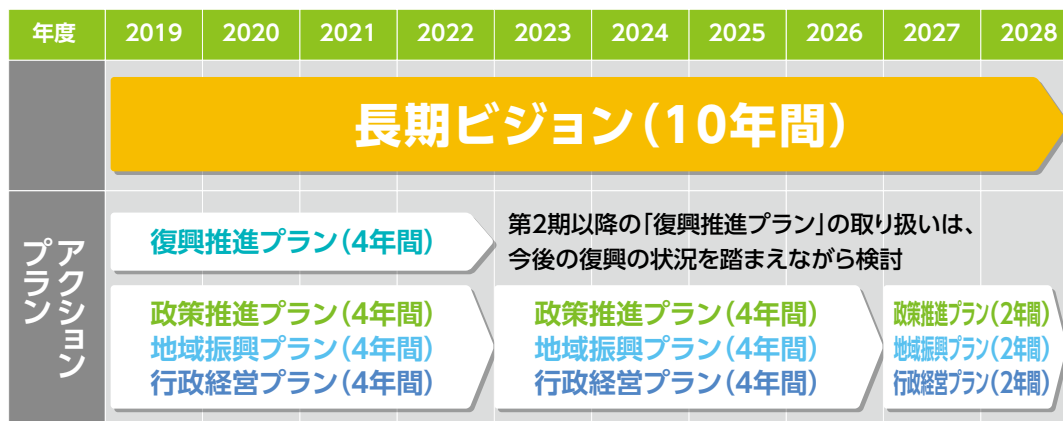 年度 2019 2020 2021 2022 2023 2024 2025 2026 2027 2028
長期ビジョン(10年間)
アクション
プラン
復興推進プラン(4年間)
第2期以降の「復興推進プラン」の取り扱いは、
今後の復興の状況を踏まえながら検討
政策推進プラン(4年間)
地域振興プラン(4年間)
行政経営プラン(4年間)
政策推進プラン(4年間)
地域振興プラン(4年間)
行政経営プラン(4年間)
政策推進プラン(2年間)
地域振興プラン(2年間)
行政経営プラン(2年間)